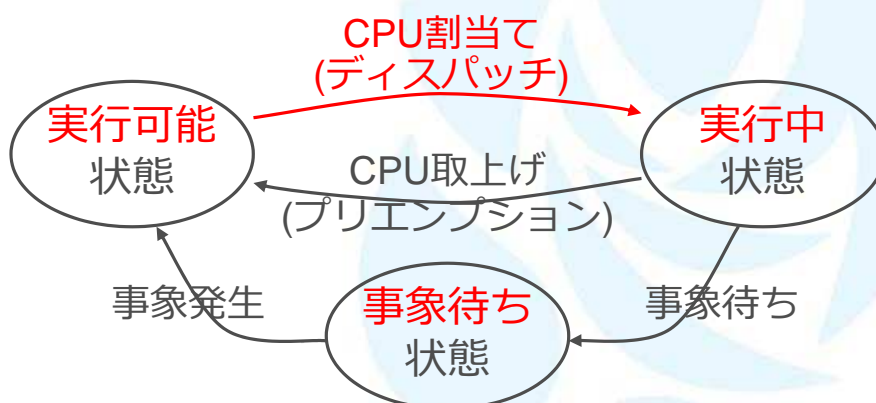 CPU割当て
(ディスパッチ)
実行可能
状態
実行中
状態
CPU取上げ
(プリエンプション)
事象発生
事象待ち
状態
事象待ち